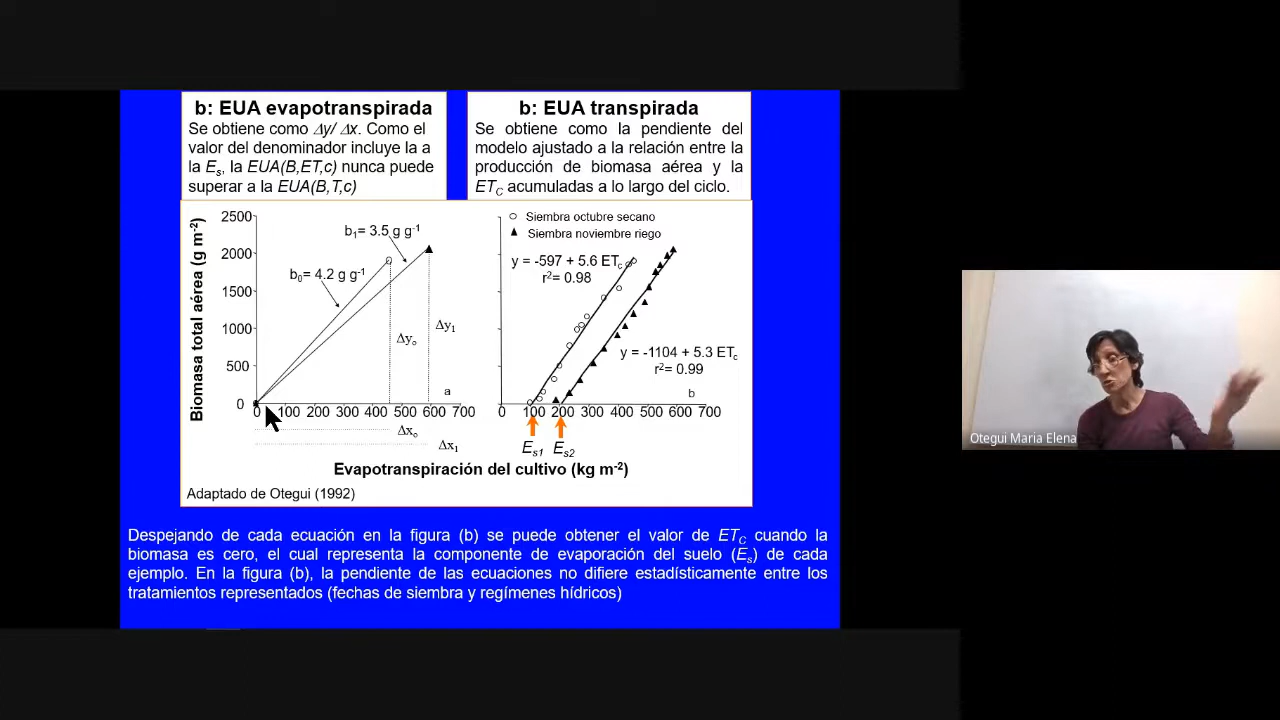 b: EUA evapotranspirada
Se obtiene como Δy/ Δx. Como el
valor del denominador incluye la a
la Es, la EUA(B,ET,c) nunca puede
superar a la EUA(B,T,c)
b: EUA transpirada
Se obtiene como la pendiente del
modelo ajustado a la relación entre la
producción de biomasa aérea y la
ETC acumuladas a lo largo del ciclo.
Biomasa total aérea (g m-2)
2500
2000
1500
1000
500
0
b1= 3.5 g g-1
b0= 4.2 g g-1
Δyo
Δy1
a
0 100 200 300 400 500 600 700
Δxo
Δx1
Siembra octubre secano
Siembra noviembre riego
y = -597 + 5.6 ETc
r2= 0.98
y = -1104 + 5.3 ETc
r2= 0.99
b
0 100 200 300 400 500 600 700
Es1 Es2
Evapotranspiración del cultivo (kg m-2)
Adaptado de Otegui (1992)
Despejando de cada ecuación en la figura (b) se puede obtener el valor de ETC cuando la
biomasa es cero, el cual representa la componente de evaporación del suelo (Es) de cada
ejemplo. En la figura (b), la pendiente de las ecuaciones no difiere estadísticamente entre los
tratamientos representados (fechas de siembra y regímenes hídricos)
Otegui Maria Elena